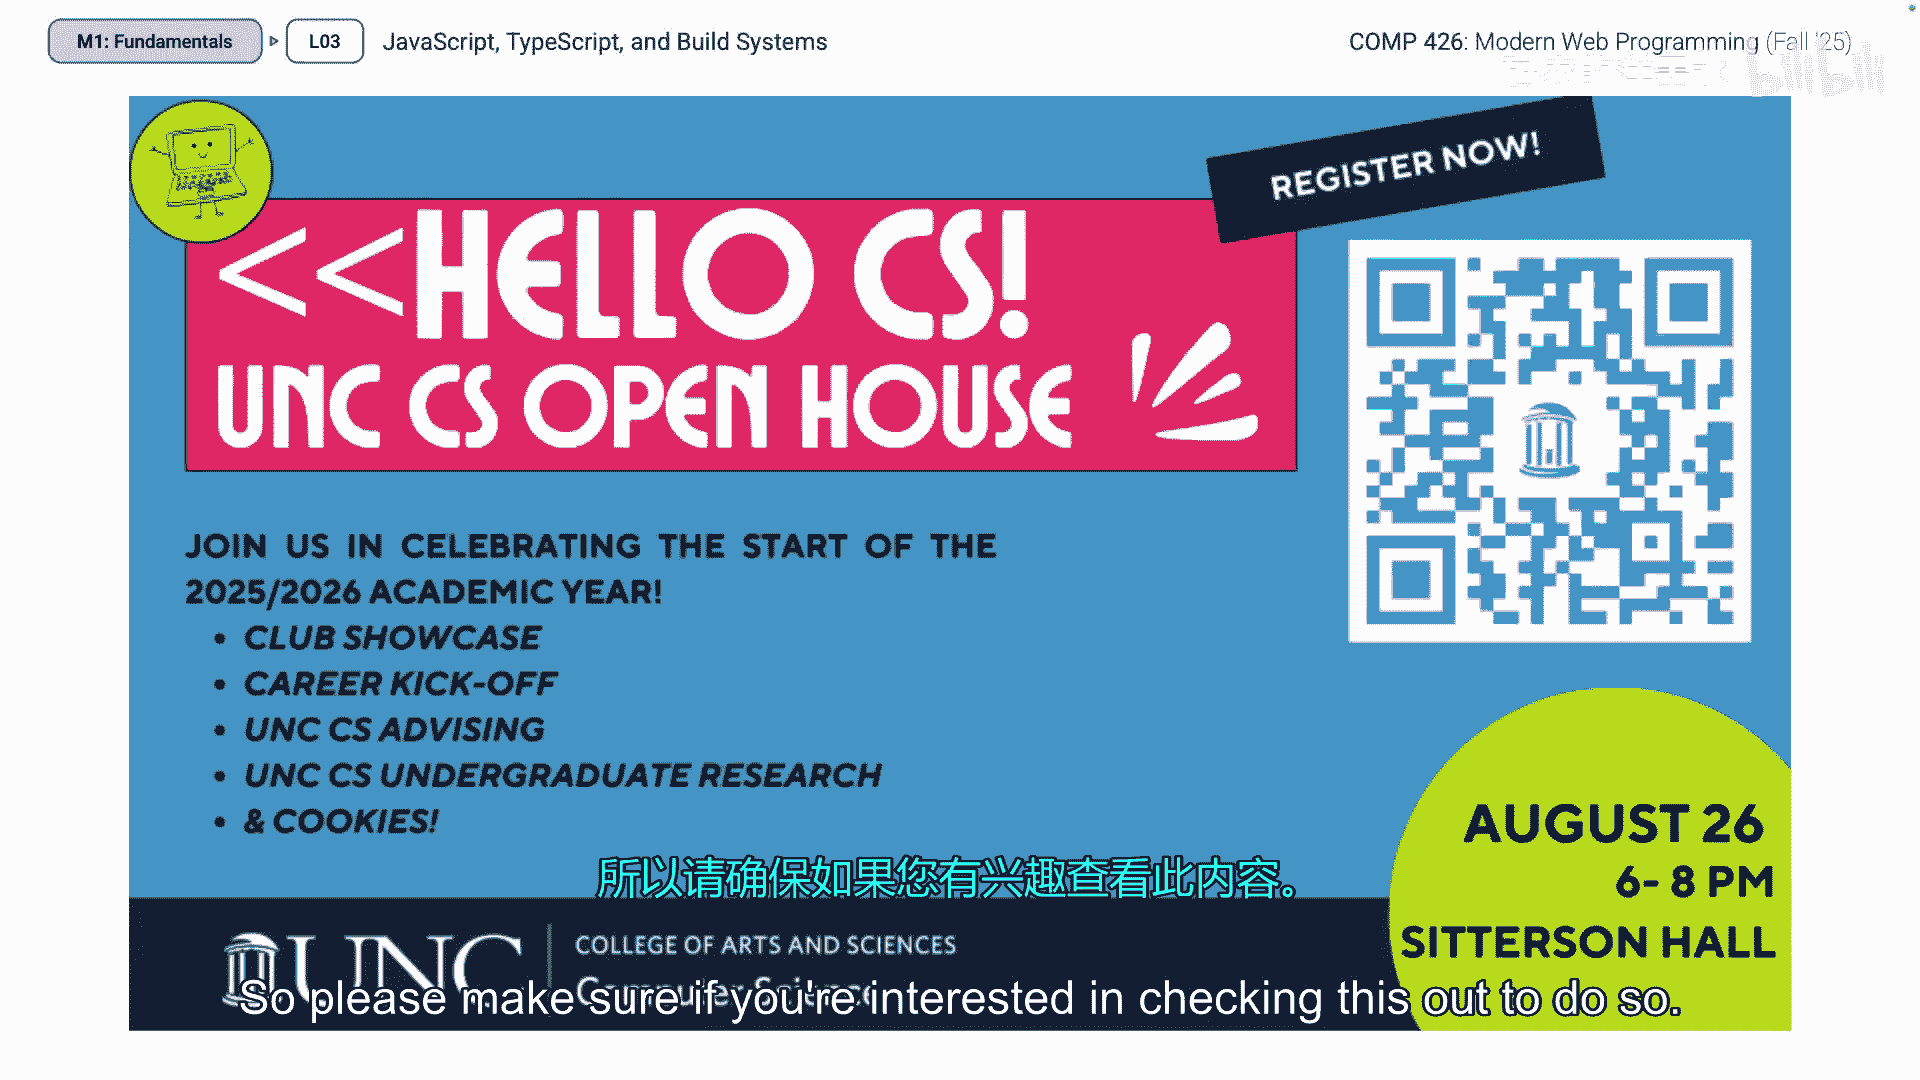 M1: Fundamentals
L03
JavaScript, TypeScript, and Build Systems
COMP 426: Modern Web Programming (Fall '25)
bilibili
REGISTER NOW!
<<HELLO CS!
UNC CS OPEN HOUSE
JOIN US IN CELEBRATING THE START OF THE
2025/2026 ACADEMIC YEAR!
• CLUB SHOWCASE
• CAREER KICK-OFF
• UNC CS ADVISING
• UNC CS UNDERGRADUATE RESEARCH
• & COOKIES!
AUGUST 26
6- 8 PM
SITTERSON HALL
所以请确保如果您有兴趣查看此内容。
UNC
COLLEGE OF ARTS AND SCIENCES
Computer Science
So please make sure if you're interested in checking this out to do so.